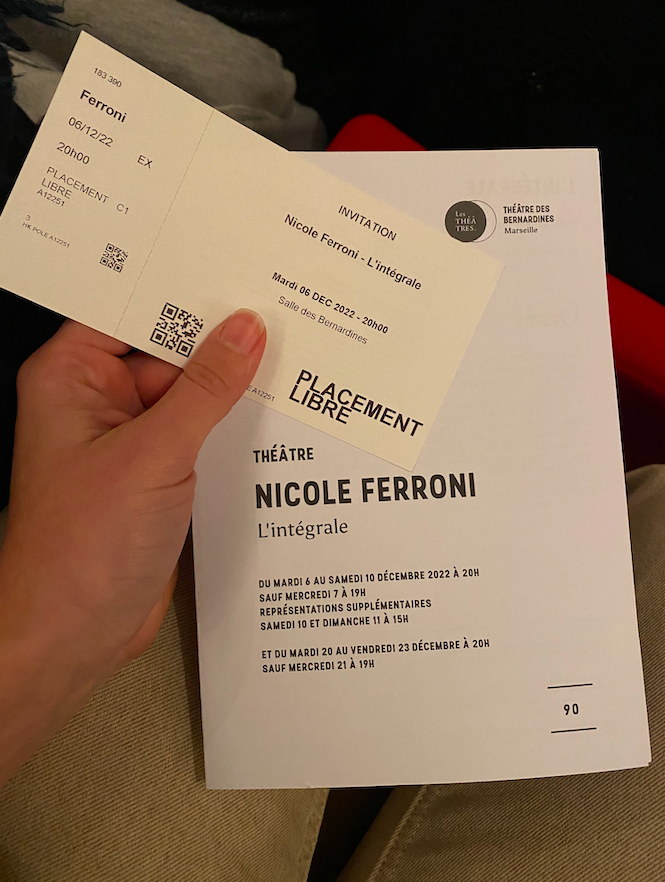 183 390
Ferroni
06/12/22
20h00
EX
PLACEMENT C1
LIBRE
A12251
3
HK POLE A12251
INVITATION
Nicole Ferroni - L'intégrale
Mardi 06 DEC 2022 - 20h00
Salle des Bernardines
E A12251
PLACEMENT
LIBRE
Les
THÉÂ
TRES.
THÉÂTRE DES
BERNARDINES
Marseille
THÉÂTRE
NICOLE FERRONI
L'intégrale
DU MARDI 6 AU SAMEDI 10 DÉCEMBRE 2022 À 20H
SAUF MERCREDI 7 À 19H
REPRÉSENTATIONS SUPPLÉMENTAIRES
SAMEDI 10 ET DIMANCHE 11 À 15H
ET DU MARDI 20 AU VENDREDI 23 DÉCEMBRE À 20H
SAUF MERCREDI 21 À 19H
90